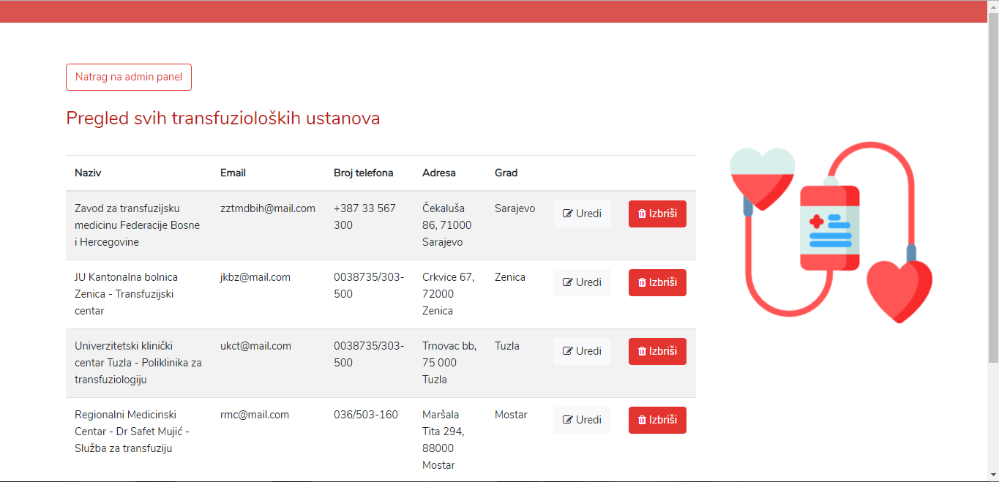 Natrag na admin panel
Pregled svih transfuzioloških ustanova
Naziv Email Broj telefona Adresa Grad
Zavod za transfuzijsku zztmdbih@mail.com +387 33 567 Čekaluša Sarajevo Uredi Izbriši
medicinu Federacije Bosne 300 86, 71000
i Hercegovine Sarajevo
JU Kantonalna bolnica jkbz@mail.com 0038735/303- Crkvice 67, Zenica Uredi Izbriši
Zenica - Transfuzijski 500 72000
centar Zenica
Univerzitetski klinički ukct@mail.com 0038735/303- Trnovac bb, Tuzla Uredi Izbriši
centar Tuzla - Poliklinika za 500 75 000
transfuziologiju Tuzla
Regionalni Medicinski rmc@mail.com 036/503-160 Maršala Mostar Uredi Izbriši
Centar - Dr Safet Mujić - Tita 294,
Služba za transfuziju 88000
Mostar